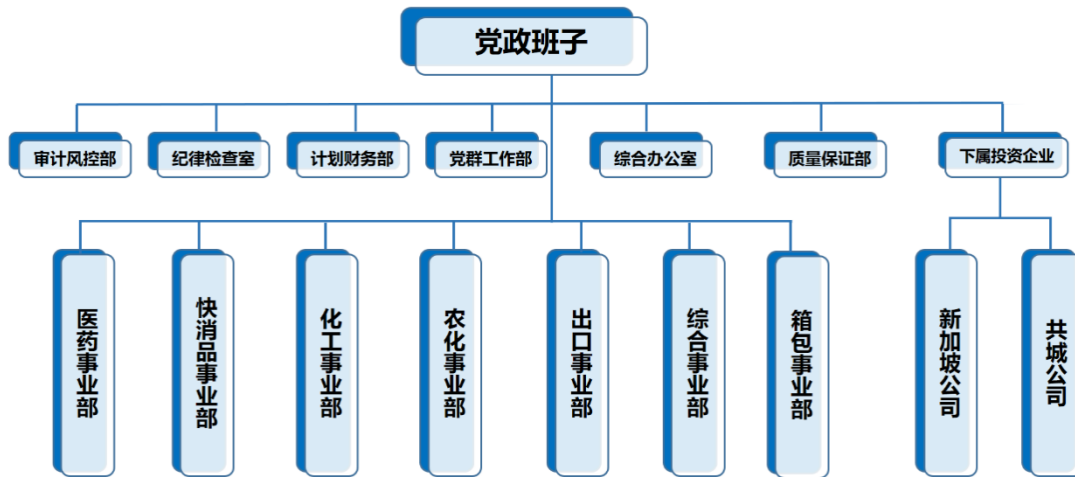 党政班子
审计风控部
纪律检查室
计划财务部
党群工作部
综合办公室
质量保证部
下属投资企业
医药事业部
快消品事业部
化工事业部
农化事业部
出口事业部
综合事业部
箱包事业部
新加坡公司
共城公司